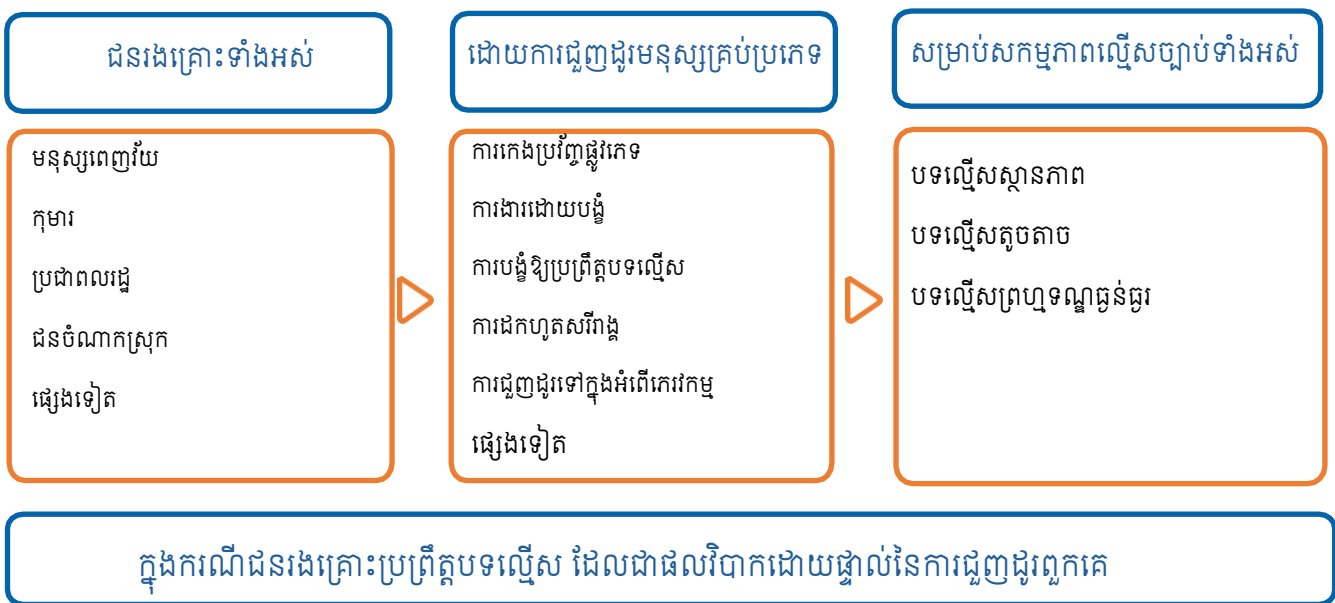 ជនរងគ្រោះទាំងអស់
ដោយការជួញដូរមនុស្សគ្រប់ប្រភេទ
សម្រាប់សកម្មភាពល្មើសច្បាប់ទាំងអស់
មនុស្សពេញវ័យ
កុមារ
ប្រជាពលរដ្ឋ
ជនចំណាកស្រុក
ផ្សេងទៀត
ការកេងប្រវ័ញ្ចផ្លូវភេទ
ការងារដោយបង្ខំ
ការបង្ខំឱ្យប្រព្រឹត្តបទល្មើស
ការដកហូតសរីរាង្គ
ការជួញដូរទៅក្នុងអំពើភេរវកម្ម
ផ្សេងទៀត
បទល្មើសស្ថានភាព
បទល្មើសតូចតាច
បទល្មើសព្រហ្មទណ្ឌធ្ងន់ធ្ងរ
ក្នុងករណីជនរងគ្រោះប្រព្រឹត្តបទល្មើស ដែលជាផលវិបាកដោយផ្ទាល់នៃការជួញដូរពួកគេ